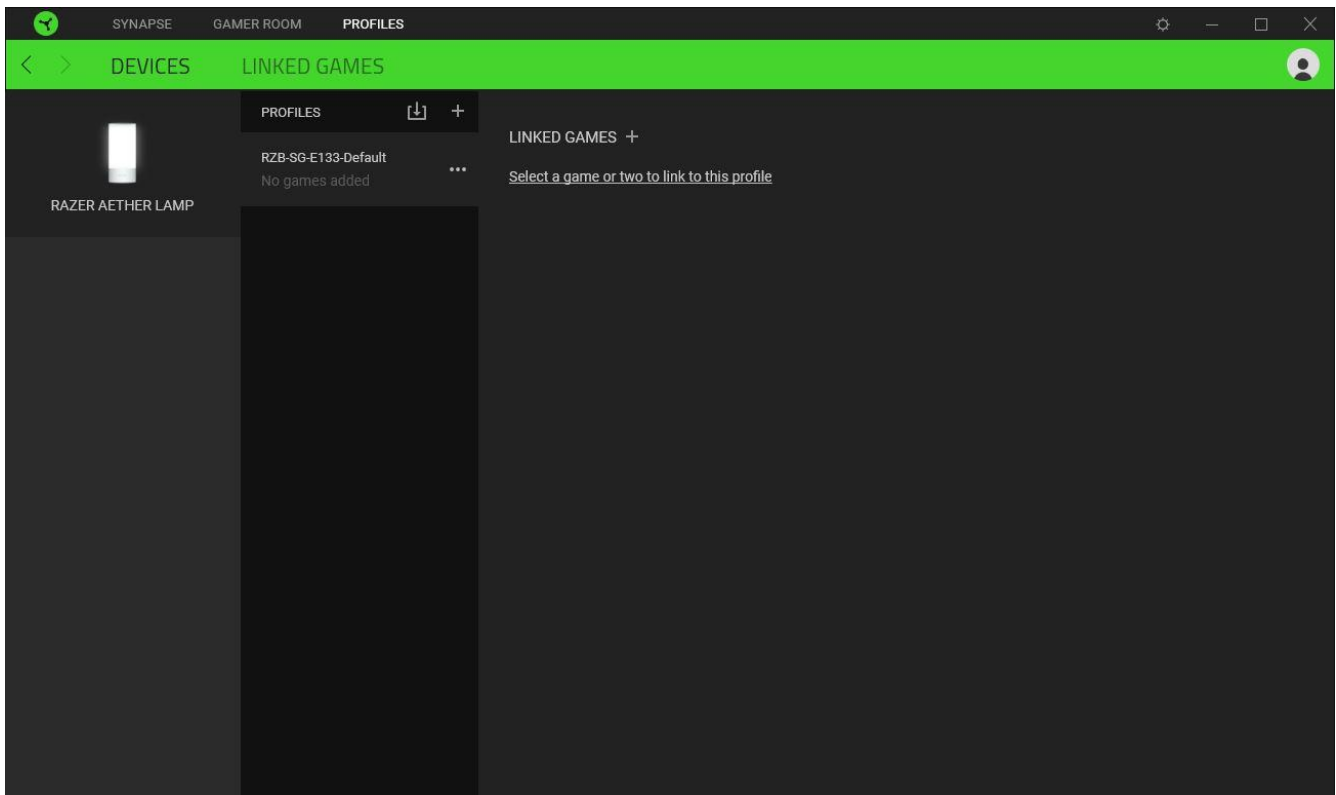 SYNAPSE GAMER ROOM PROFILES
DEVICES LINKED GAMES
RAZER AETHER LAMP
PROFILES
RZB-SG-E133-Default
No games added
LINKED GAMES
Select a game or two to link to this profile